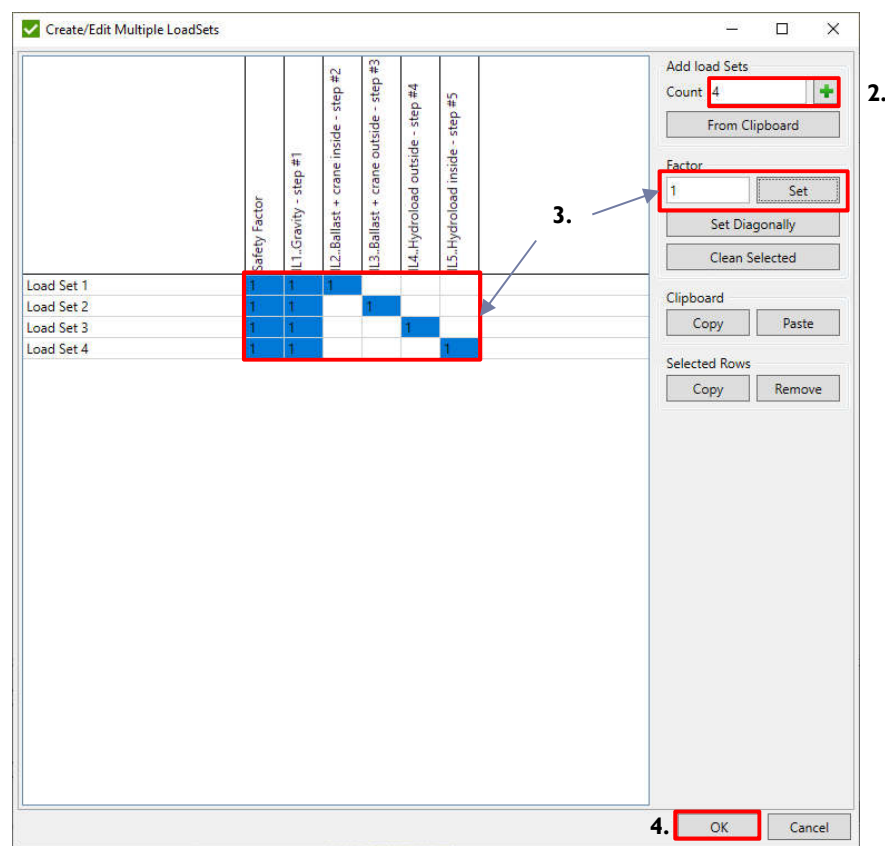 Create/Edit Multiple LoadSets
Safety Factor
IL1..Gravity - step #1
IL2..Ballast + crane inside - step #2
IL3..Ballast + crane outside - step #3
IL4..Hydroload outside - step #4
IL5..Hydroload inside - step #5
Load Set 1 1 1 1
Load Set 2 1 1 1
Load Set 3 1 1 1
Load Set 4 1 1 1
Add load Sets
Count 4
2.
From Clipboard
Factor
1 Set
3.
Set Diagonally
Clean Selected
Clipboard
Copy Paste
Selected Rows
Copy Remove
4. OK Cancel